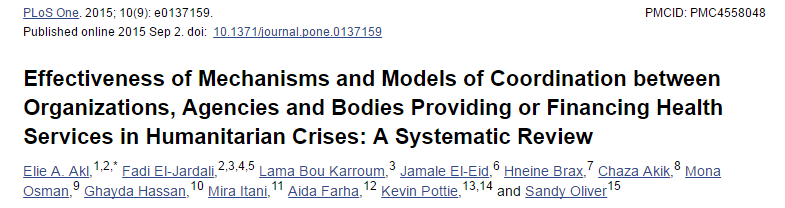 PLoS One. 2015; 10(9): e0137159. PMCID: PMC4558048
Published online 2015 Sep 2. doi: 10.1371/journal.pone.0137159
Effectiveness of Mechanisms and Models of Coordination between
Organizations, Agencies and Bodies Providing or Financing Health
Services in Humanitarian Crises: A Systematic Review
Elie A. Akl,1,2,* Fadi El-Jardali,2,3,4,5 Lama Bou Karroum,3 Jamale El-Eid,6 Hneine Brax,7 Chaza Akik,8 Mona
Osman,9 Ghayda Hassan,10 Mira Itani,11 Aida Farha,12 Kevin Pottie,13,14 and Sandy Oliver15